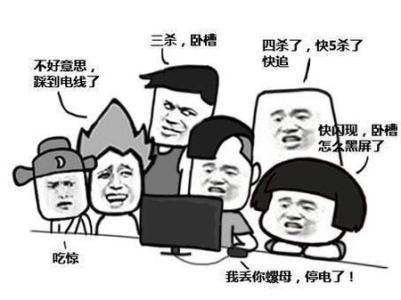 三杀，卧槽
四杀了，快5杀了
快追
不好意思，
踩到电线了
快闪现，卧槽
怎么黑屏了
吃惊
我丢你螺母，停电了！